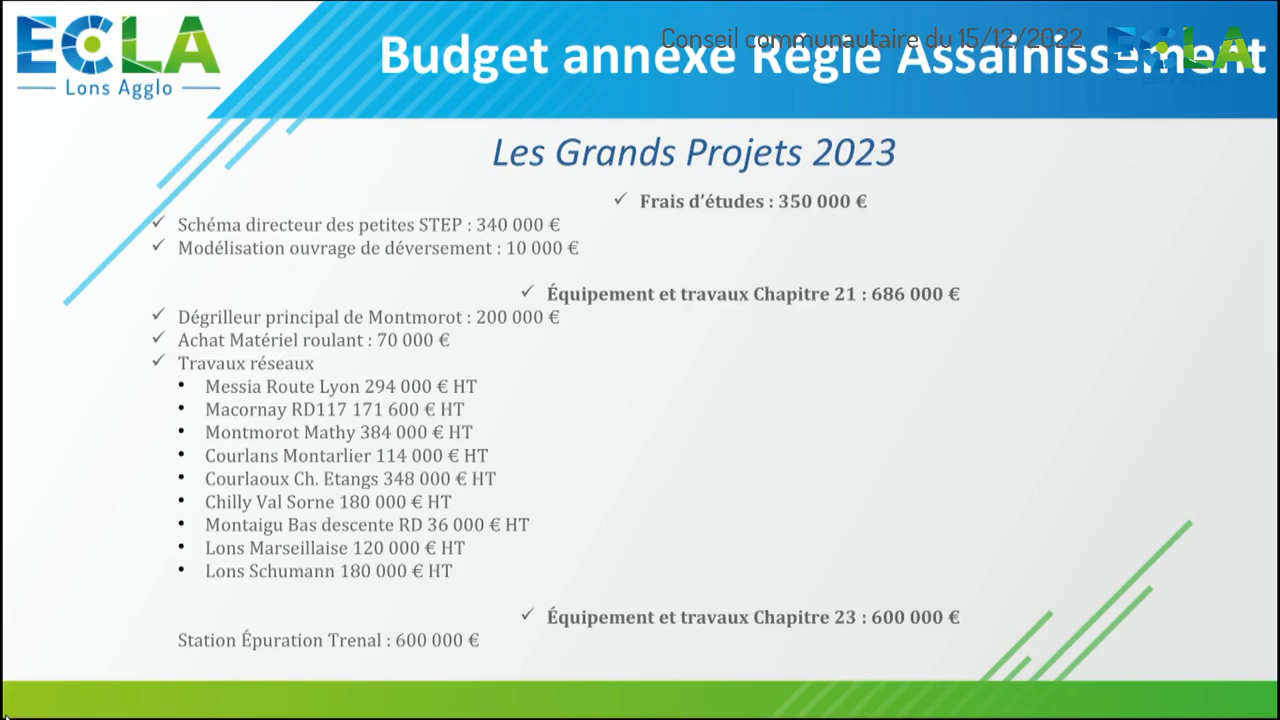 ECLA
Lons Agglo
Conseil communautaire du 15/12/2022
Budget annexe Régie Assainissement
ECLA
Lons Agglo
Les Grands Projets 2023
✓ Frais d'études : 350 000 €
✓ Schéma directeur des petites STEP : 340 000 €
✓ Modélisation ouvrage de déversement : 10 000 €
✓ Équipement et travaux Chapitre 21 : 686 000 €
✓ Dégrilleur principal de Montmorot : 200 000 €
✓ Achat Matériel roulant : 70 000 €
✓ Travaux réseaux
• Messia Route Lyon 294 000 € HT
• Macornay RD117 171 600 € HT
• Montmorot Mathy 384 000 € HT
• Courlans Montarlier 114 000 € HT
• Courlaoux Ch. Etangs 348 000 € HT
• Chilly Val Sorne 180 000 € HT
• Montaigu Bas descente RD 36 000 € HT
• Lons Marseillaise 120 000 € HT
• Lons Schumann 180 000 € HT
✓ Équipement et travaux Chapitre 23 : 600 000 €
Station Épuration Trenal : 600 000 €